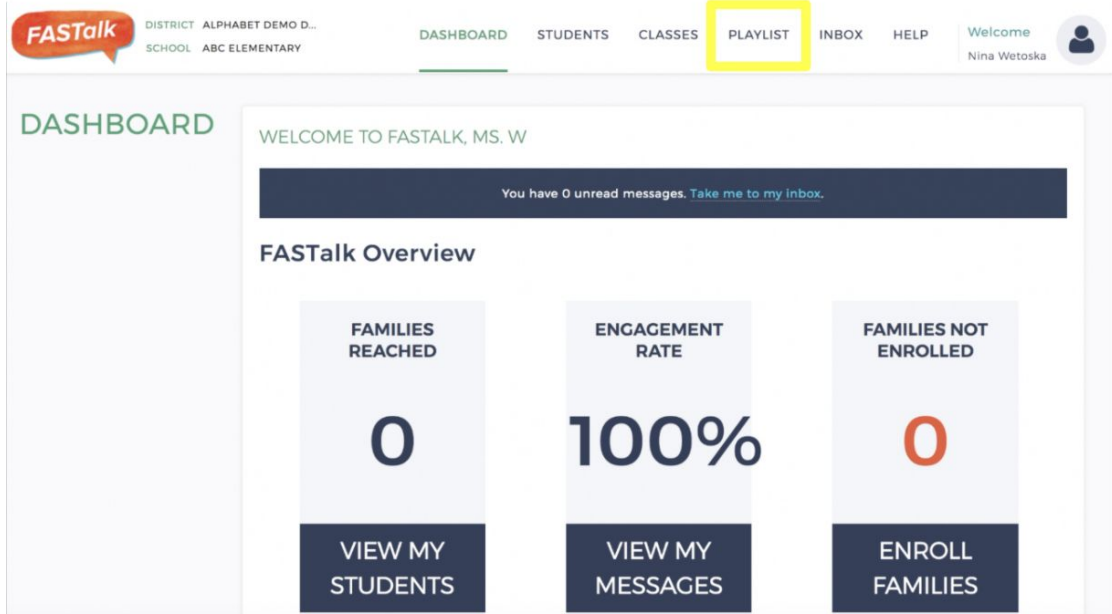 FASTalk
DISTRICT ALPHABET DEMO D...
SCHOOL ABC ELEMENTARY
DASHBOARD STUDENTS CLASSES PLAYLIST INBOX HELP
Welcome
Nina Wetoska
DASHBOARD
WELCOME TO FASTALK, MS. W
You have 0 unread messages. Take me to my inbox.
FASTalk Overview
FAMILIES
REACHED
0
VIEW MY
STUDENTS
ENGAGEMENT
RATE
100%
VIEW MY
MESSAGES
FAMILIES NOT
ENROLLED
0
ENROLL
FAMILIES